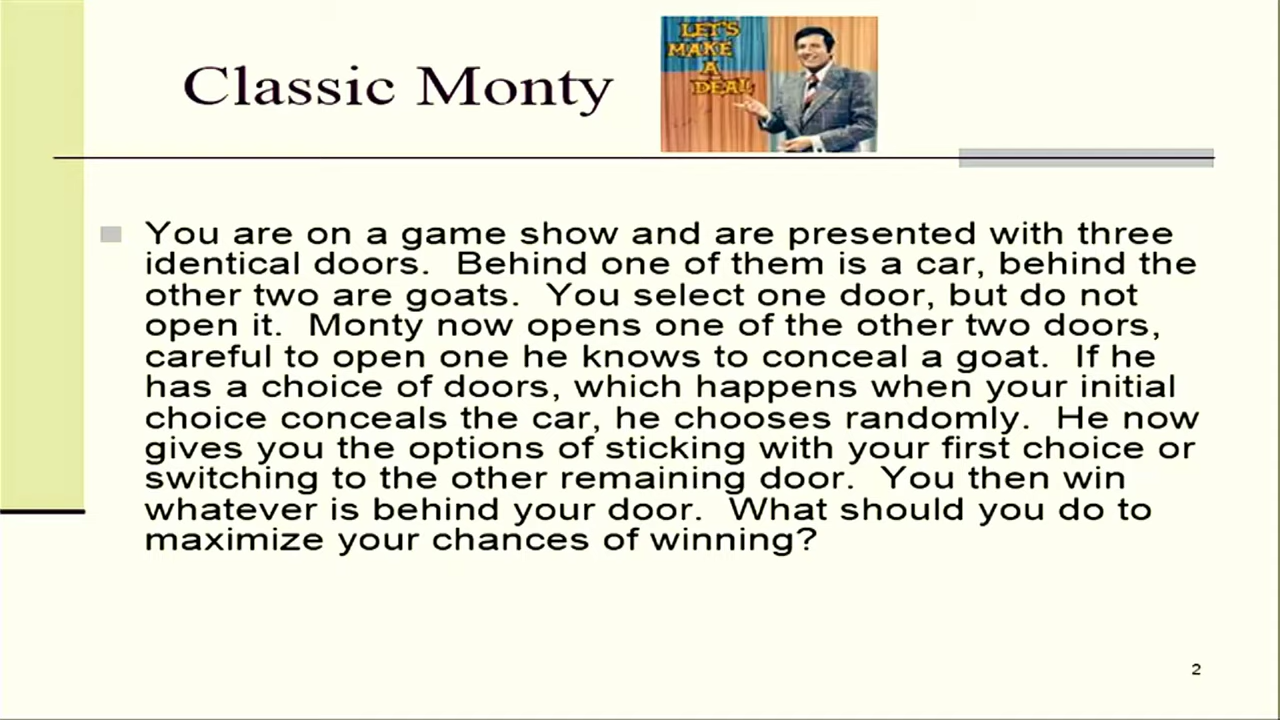 LET'S
MAKE
A
DEAL
Classic Monty
You are on a game show and are presented with three
identical doors.  Behind one of them is a car, behind the
other two are goats.  You select one door, but do not
open it.  Monty now opens one of the other two doors,
careful to open one he knows to conceal a goat.  If he
has a choice of doors, which happens when your initial
choice conceals the car, he chooses randomly.  He now
gives you the options of sticking with your first choice or
switching to the other remaining door.  You then win
whatever is behind your door.  What should you do to
maximize your chances of winning?
2